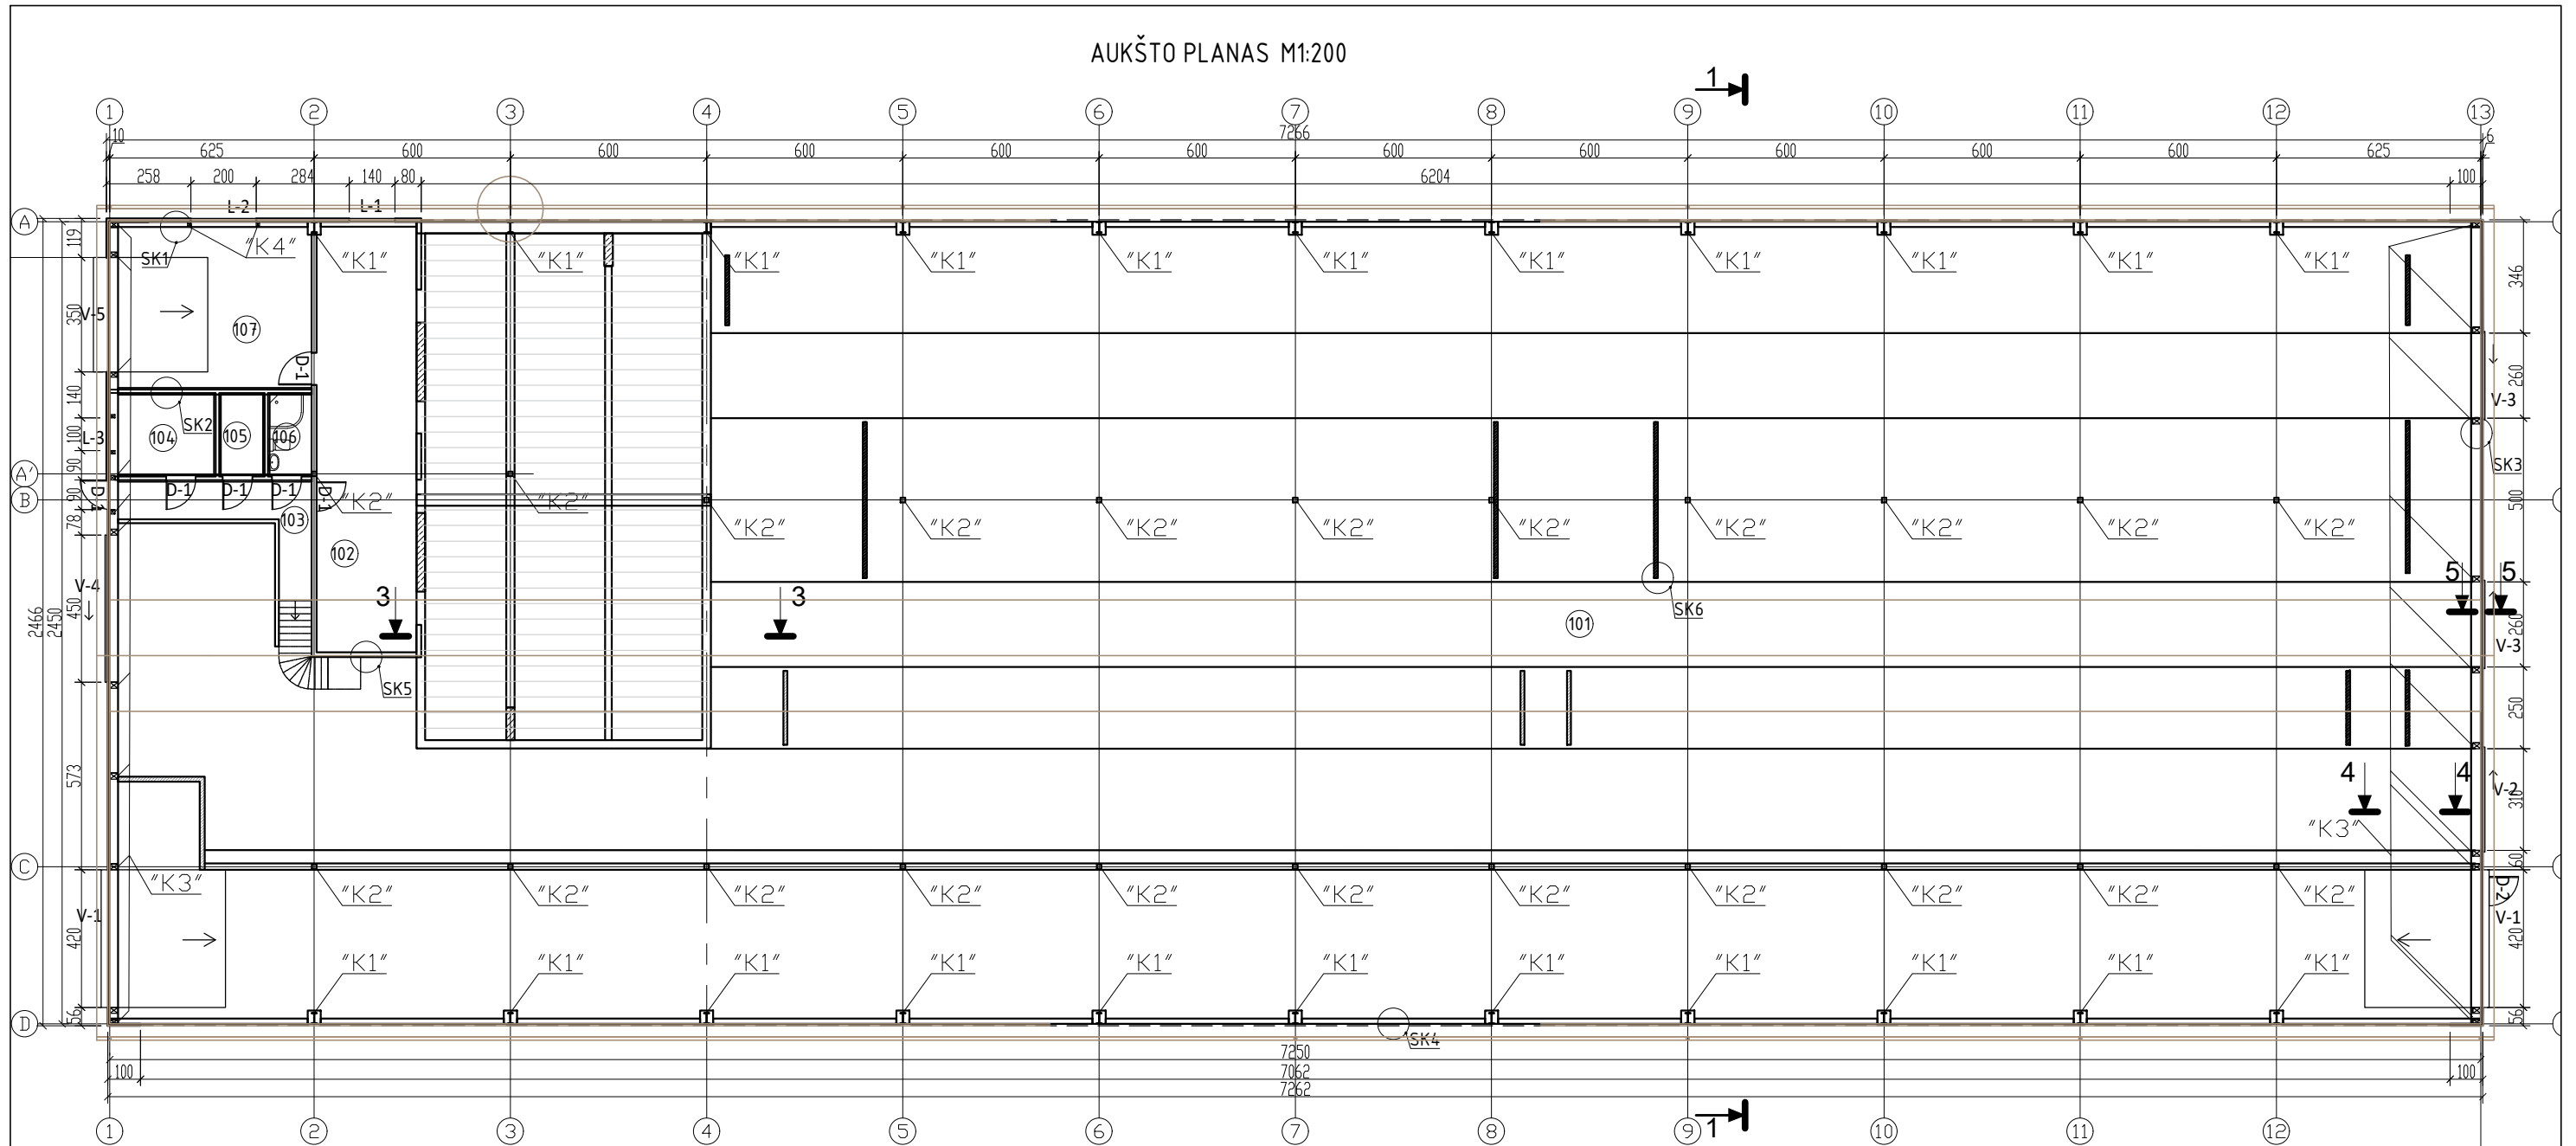 AUKŠTO PLANAS M1:200
1
1 2 3 4 5 6 7 8 9 10 11 12 13
10 7266 6
625 600 600 600 600 600 600 600 600 600 600 625
258 200 284 140 80 6204 100
L-2 L-1
A
"K4" "K1" "K1" "K1" "K1" "K1" "K1" "K1" "K1" "K1" "K1" "K1"
SK1
119 346
350 V-5 107
D-1
260 V-3
140
100 L-3 104 SK2 105 106
SK3
90
A'
D-1 D-1 D-1 D-1 D-1
B
90 "K2" "K2" 500
78 103 "K2" "K2" "K2" "K2" "K2" "K2" "K2" "K2" "K2"
102
5 5
V-4 450 3 3 SK6 101 260
2466 2450
V-3
SK5
250
573
4 4 V-2 310
"K3"
C
60
"K3" "K2" "K2" "K2" "K2" "K2" "K2" "K2" "K2" "K2" "K2" "K2" D-2
V-1 V-1
420 420
"K1" "K1" "K1" "K1" "K1" "K1" "K1" "K1" "K1" "K1" "K1"
56 56
D
SK4
7250
100 7062 100
7262
1
1 2 3 4 5 6 7 8 9 10 11 12